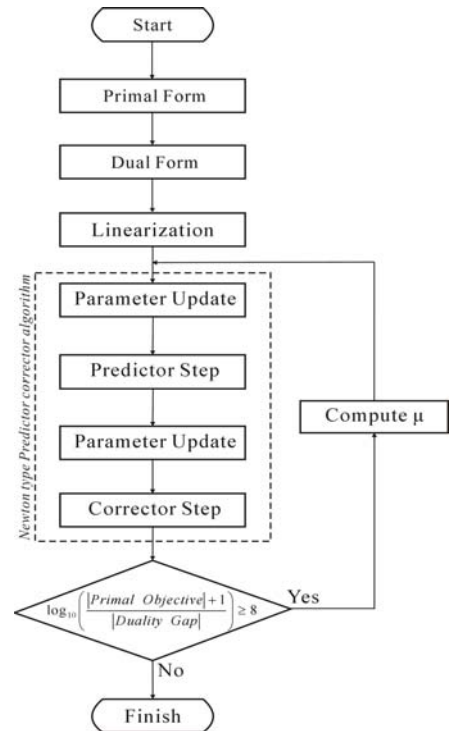 Start
Primal Form
Dual Form
Linearization
Newton type Predictor corrector algorithm
Parameter Update
Predictor Step
Parameter Update
Corrector Step
Compute μ
log₁₀(|Primal Objective|+1 / |Duality Gap|) ≥ 8
Yes
No
Finish